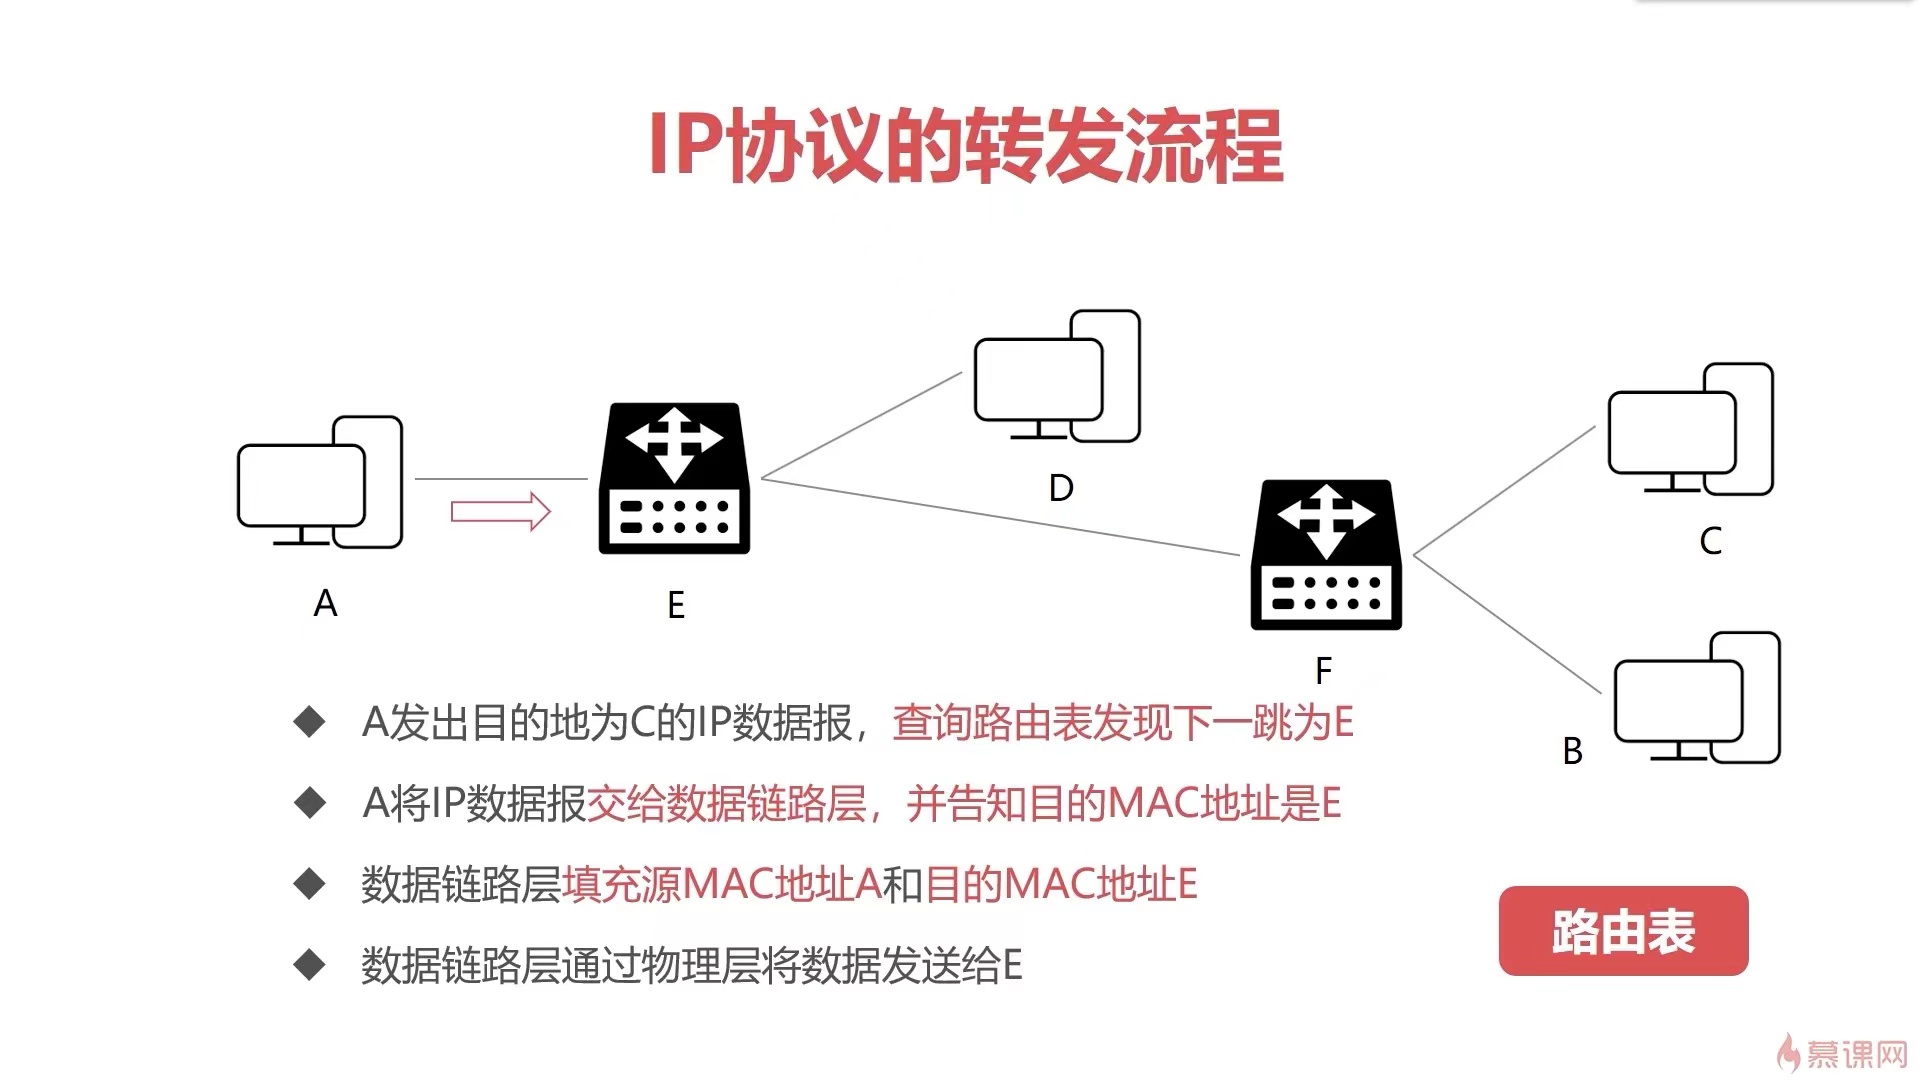 IP协议的转发流程
D
C
A
E
F
B
A发出目的地为C的IP数据报，查询路由表发现下一跳为E
A将IP数据报交给数据链路层，并告知目的MAC地址是E
数据链路层填充源MAC地址A和目的MAC地址E
数据链路层通过物理层将数据发送给E
路由表
慕课网